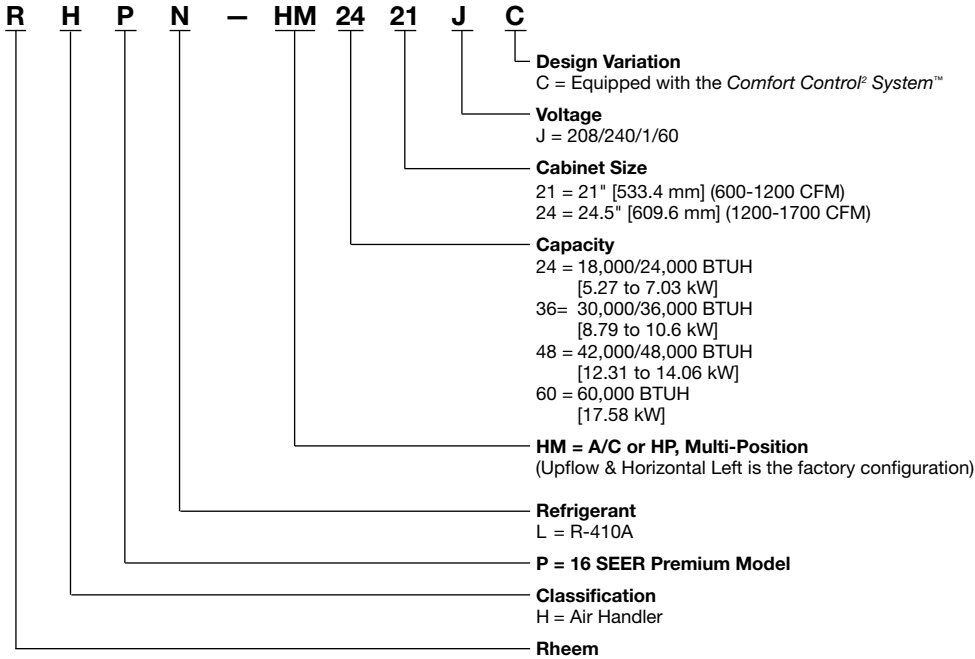 R H P N — HM 24 21 J C
Design Variation
C = Equipped with the Comfort Control² System™
Voltage
J = 208/240/1/60
Cabinet Size
21 = 21" [533.4 mm] (600-1200 CFM)
24 = 24.5" [609.6 mm] (1200-1700 CFM)
Capacity
24 = 18,000/24,000 BTUH
[5.27 to 7.03 kW]
36= 30,000/36,000 BTUH
[8.79 to 10.6 kW]
48 = 42,000/48,000 BTUH
[12.31 to 14.06 kW]
60 = 60,000 BTUH
[17.58 kW]
HM = A/C or HP, Multi-Position
(Upflow & Horizontal Left is the factory configuration)
Refrigerant
L = R-410A
P = 16 SEER Premium Model
Classification
H = Air Handler
Rheem